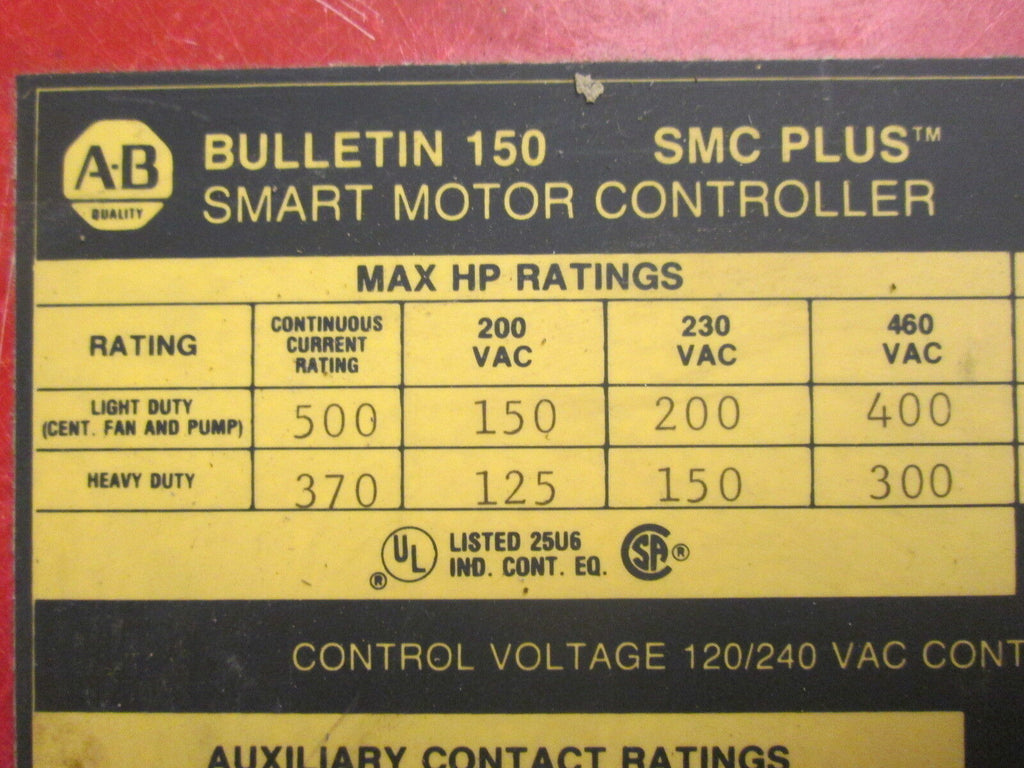 A-B
QUALITY
BULLETIN 150 SMC PLUS™
SMART MOTOR CONTROLLER
MAX HP RATINGS
RATING
CONTINUOUS
CURRENT
RATING
200
VAC
230
VAC
460
VAC
LIGHT DUTY
(CENT. FAN AND PUMP)
500 150 200 400
HEAVY DUTY 370 125 150 300
UL ®
LISTED 25U6
IND. CONT. EQ.
SA ®
CONTROL VOLTAGE 120/240 VAC CONT
AUXILIARY CONTACT RATINGS